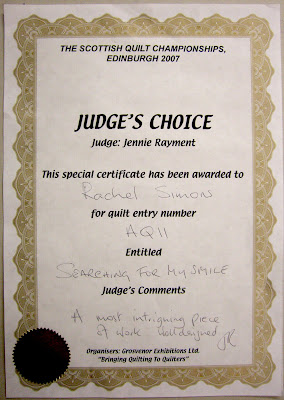 THE SCOTTISH QUILT CHAMPIONSHIPS,
EDINBURGH 2007
JUDGE'S CHOICE
Judge: Jennie Rayment
This special certificate has been awarded to
Rachel Simon
for quilt entry number
AQ11
Entitled
SEARCHING FOR MY SMILE
Judge's Comments
A most intriguing piece
of work well designed JR
Organisers: Grosvenor Exhibitions Ltd.
"Bringing Quilting To Quilters"